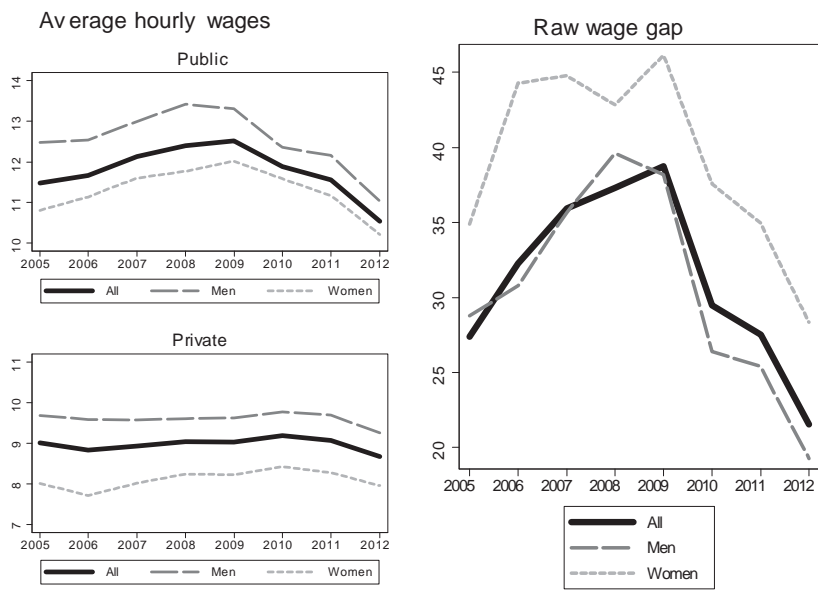 Average hourly wages
Public
14
13
12
11
10
2005 2006 2007 2008 2009 2010 2011 2012
All Men Women
Private
11
10
9
8
7
2005 2006 2007 2008 2009 2010 2011 2012
All Men Women
Raw wage gap
45
40
35
30
25
20
2005 2006 2007 2008 2009 2010 2011 2012
All
Men
Women